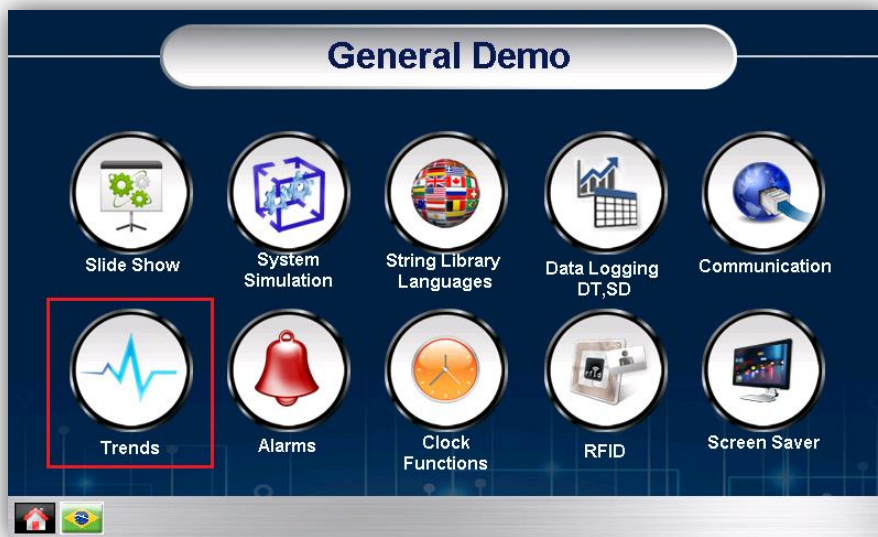 General Demo
Slide Show
System
Simulation
String Library
Languages
Data Logging
DT,SD
Communication
Trends
Alarms
Clock
Functions
rfid
RFID
Screen Saver